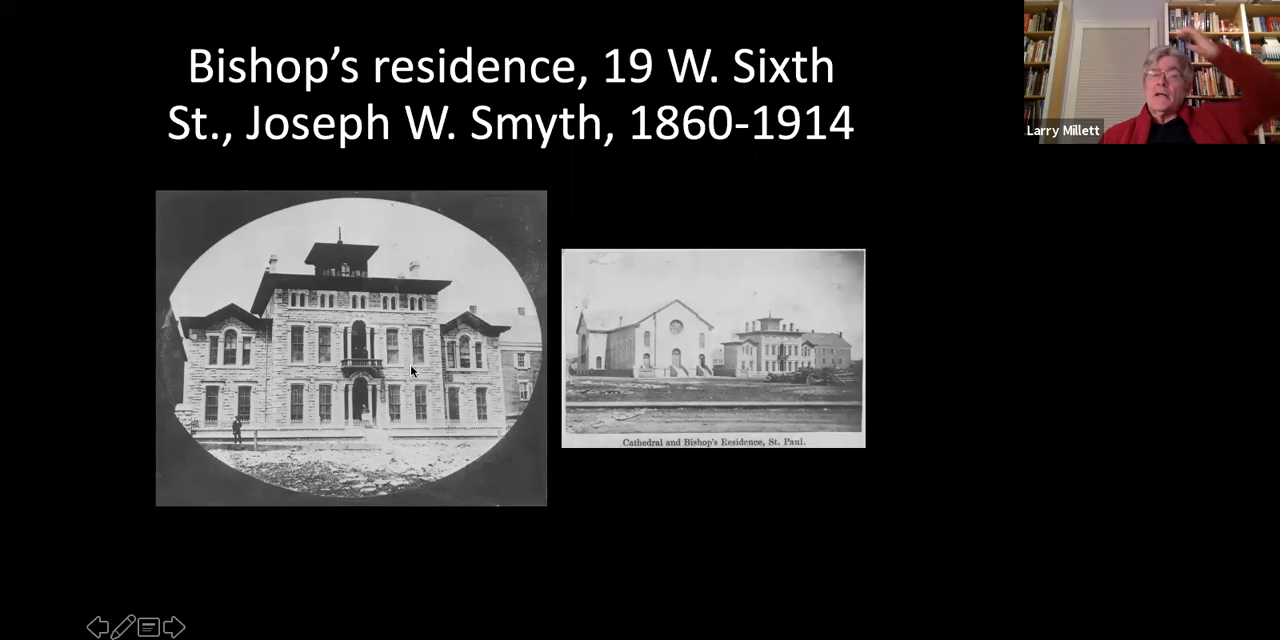 Bishop’s residence, 19 W. Sixth
St., Joseph W. Smyth, 1860-1914
Larry Millett
Cathedral and Bishop's Residence, St. Paul.